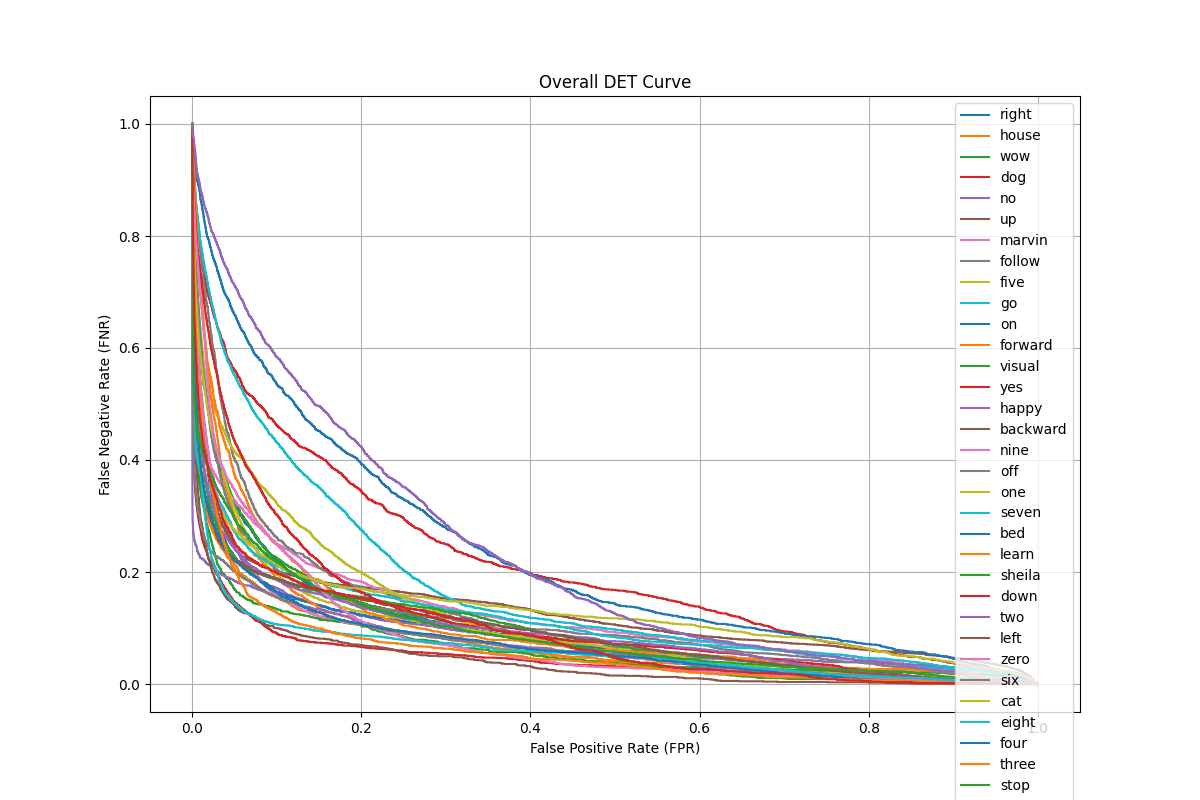 Overall DET Curve
1.0
0.8
0.6
0.4
0.2
0.0
False Negative Rate (FNR)
0.0
0.2
0.4
0.6
0.8
1.0
False Positive Rate (FPR)
right
house
wow
dog
no
up
marvin
follow
five
go
on
forward
visual
yes
happy
backward
nine
off
one
seven
bed
learn
sheila
down
two
left
zero
six
cat
eight
four
three
stop